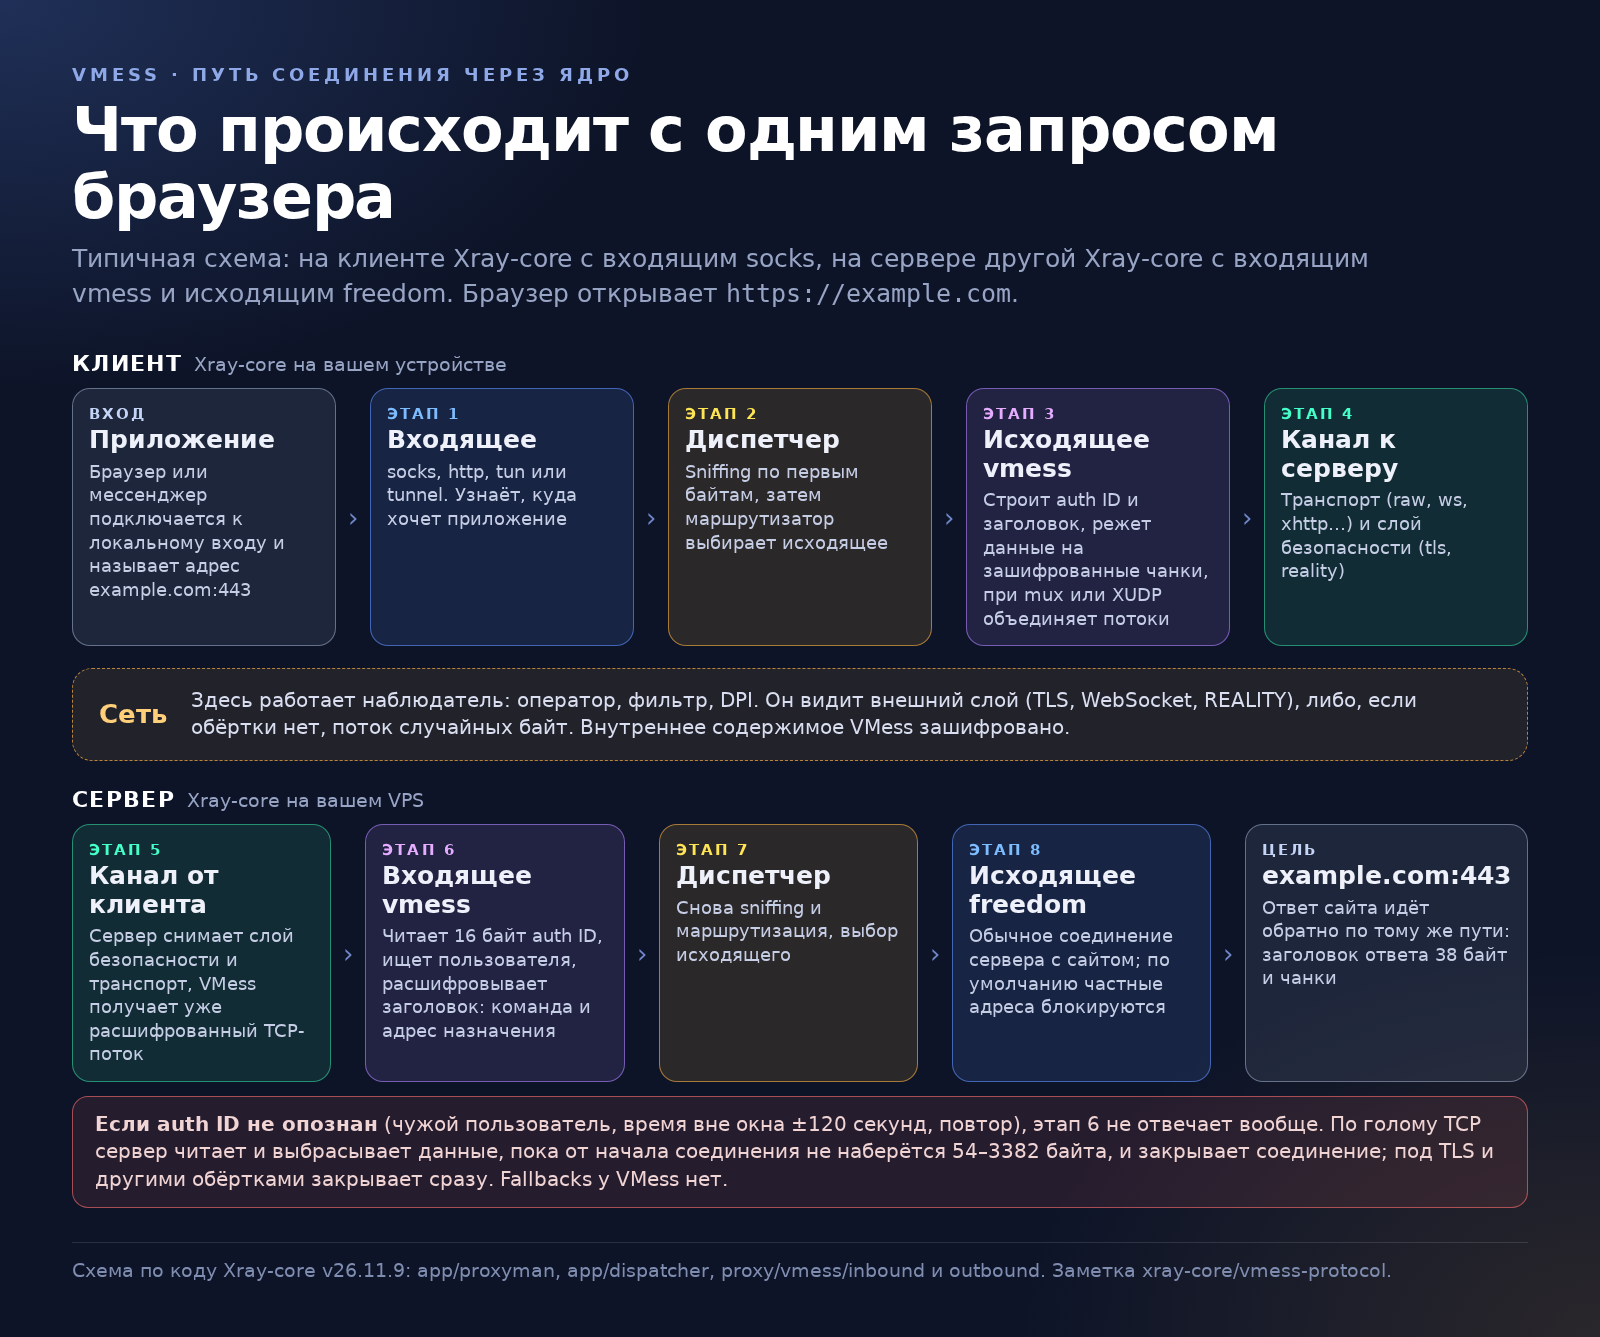 VMESS · ПУТЬ СОЕДИНЕНИЯ ЧЕРЕЗ ЯДРО
Что происходит с одним запросом
браузера
Типичная схема: на клиенте Xray-core с входящим socks, на сервере другой Xray-core с входящим
vmess и исходящим freedom. Браузер открывает https://example.com.
КЛИЕНТ Xray-core на вашем устройстве
ВХОД
Приложение
Браузер или
мессенджер
подключается к
локальному входу и
называет адрес
example.com:443
›
ЭТАП 1
Входящее
socks, http, tun или
tunnel. Узнаёт, куда
хочет приложение
›
ЭТАП 2
Диспетчер
Sniffing по первым
байтам, затем
маршрутизатор
выбирает исходящее
›
ЭТАП 3
Исходящее
vmess
Строит auth ID и
заголовок, режет
данные на
зашифрованные чанки,
при mux или XUDP
объединяет потоки
›
ЭТАП 4
Канал к
серверу
Транспорт (raw, ws,
xhttp…) и слой
безопасности (tls,
reality)
Сеть
Здесь работает наблюдатель: оператор, фильтр, DPI. Он видит внешний слой (TLS, WebSocket, REALITY), либо, если
обёртки нет, поток случайных байт. Внутреннее содержимое VMess зашифровано.
СЕРВЕР Xray-core на вашем VPS
ЭТАП 5
Канал от
клиента
Сервер снимает слой
безопасности и
транспорт, VMess
получает уже
расшифрованный TCP-
поток
›
ЭТАП 6
Входящее
vmess
Читает 16 байт auth ID,
ищет пользователя,
расшифровывает
заголовок: команда и
адрес назначения
›
ЭТАП 7
Диспетчер
Снова sniffing и
маршрутизация, выбор
исходящего
›
ЭТАП 8
Исходящее
freedom
Обычное соединение
сервера с сайтом; по
умолчанию частные
адреса блокируются
›
ЦЕЛЬ
example.com:443
Ответ сайта идёт
обратно по тому же пути:
заголовок ответа 38 байт
и чанки
Если auth ID не опознан (чужой пользователь, время вне окна ±120 секунд, повтор), этап 6 не отвечает вообще. По голому TCP
сервер читает и выбрасывает данные, пока от начала соединения не наберётся 54–3382 байта, и закрывает соединение; под TLS и
другими обёртками закрывает сразу. Fallbacks у VMess нет.
Схема по коду Xray-core v26.11.9: app/proxyman, app/dispatcher, proxy/vmess/inbound и outbound. Заметка xray-core/vmess-protocol.